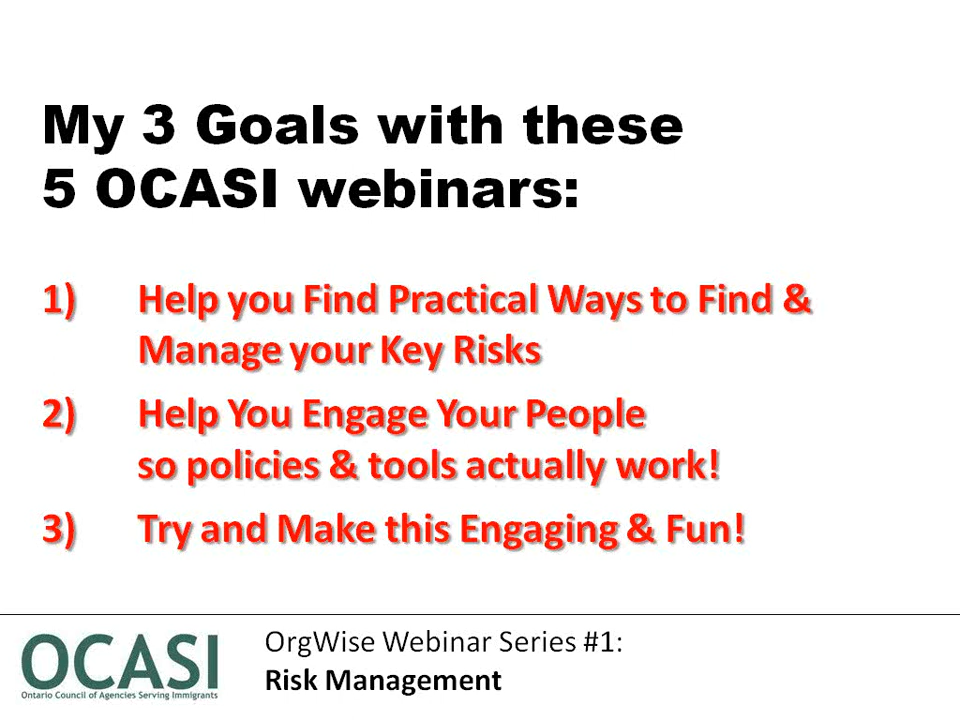 My 3 Goals with these
5 OCASI webinars:
1) Help you Find Practical Ways to Find &
Manage your Key Risks
2) Help You Engage Your People
so policies & tools actually work!
3) Try and Make this Engaging & Fun!
OCASI
Ontario Council of Agencies Serving Immigrants
OrgWise Webinar Series #1:
Risk Management